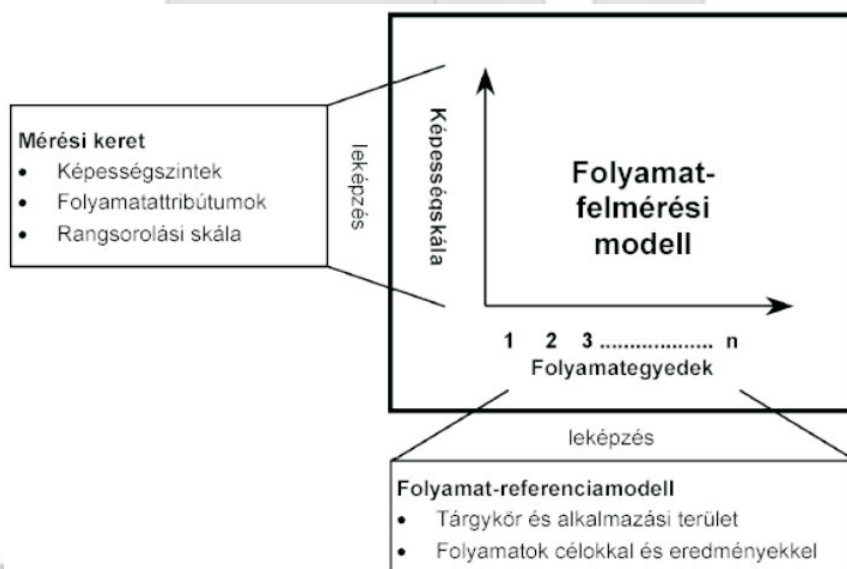 Mérési keret
• Képességszintek
• Folyamatattribútumok
• Rangsorolási skála
leképzés
Képességskála
Folyamat-
felmérési
modell
1 2 3 ................... n
Folyamategyedek
leképzés
Folyamat-referenciamodell
• Tárgykör és alkalmazási terület
• Folyamatok célokkal és eredményekkel